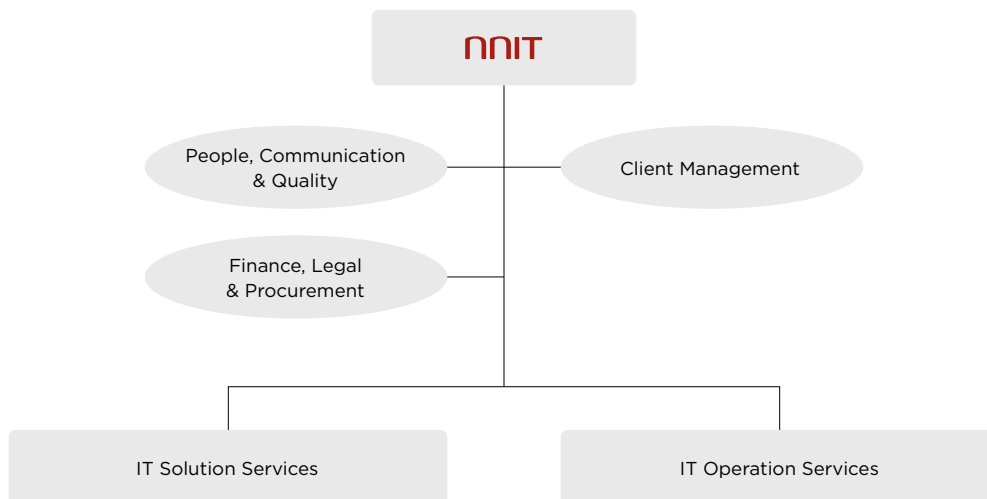 nnit
People, Communication
& Quality
Client Management
Finance, Legal
& Procurement
IT Solution Services
IT Operation Services